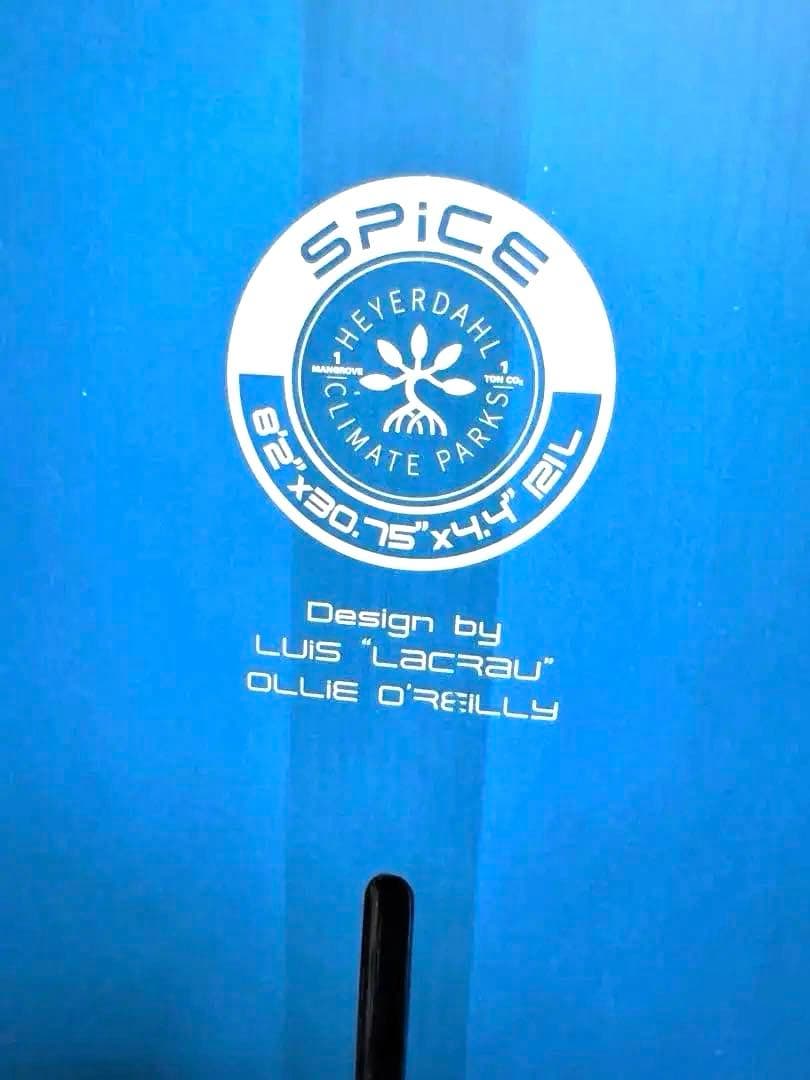 SPiCE
HEYERDAHL
1
MANGROVE
1
TON CO₂
CLIMATE PARKS
8'2"x30.75"x4.4" 121L
Design by
LUiS "LACRAU"
OLLiE O'REiLLY